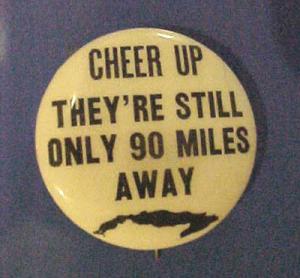 CHEER UP
THEY'RE STILL
ONLY 90 MILES
AWAY